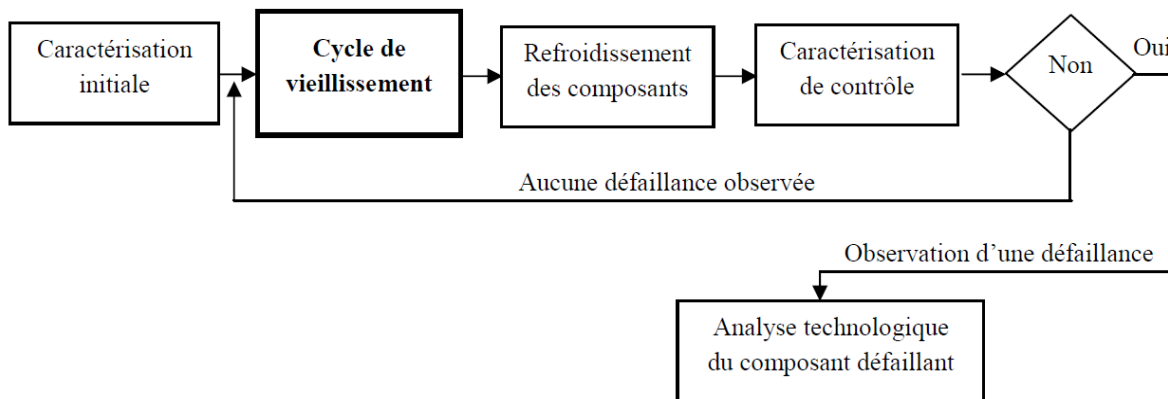 Caractérisation
initiale
Cycle de
vieillissement
Refroidissement
des composants
Caractérisation
de contrôle
Non
Oui
Aucune défaillance observée
Observation d'une défaillance
Analyse technologique
du composant défaillant